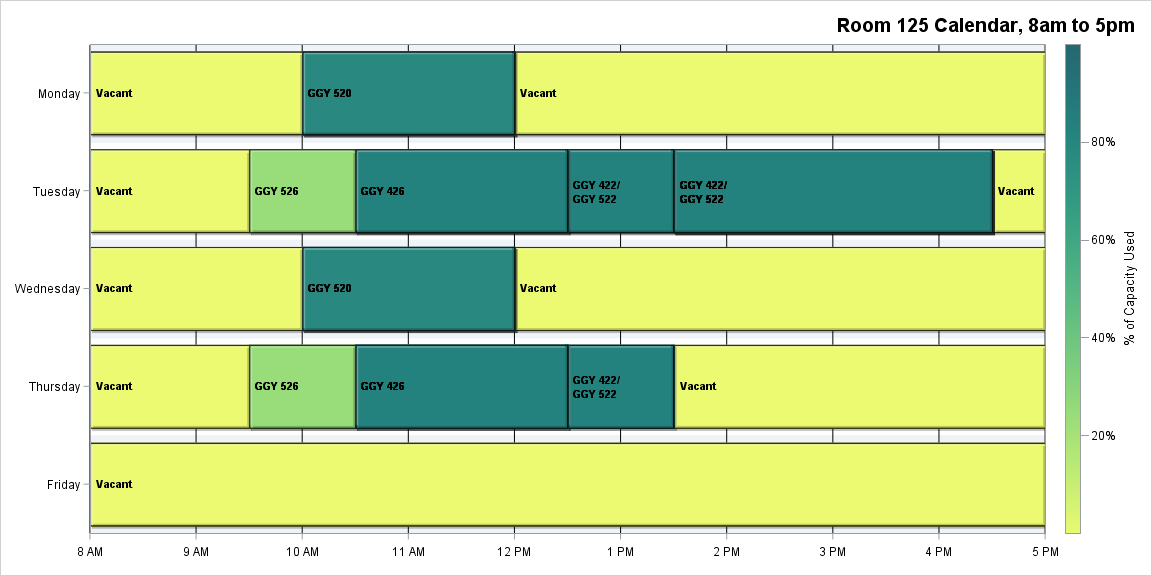 Room 125 Calendar, 8am to 5pm
Monday
Vacant
GGY 520
Vacant
Tuesday
Vacant
GGY 526
GGY 426
GGY 422/
GGY 522
GGY 422/
GGY 522
Vacant
Wednesday
Vacant
GGY 520
Vacant
Thursday
Vacant
GGY 526
GGY 426
GGY 422/
GGY 522
Vacant
Friday
Vacant
8 AM
9 AM
10 AM
11 AM
12 PM
1 PM
2 PM
3 PM
4 PM
5 PM
80%
60%
40%
20%
% of Capacity Used